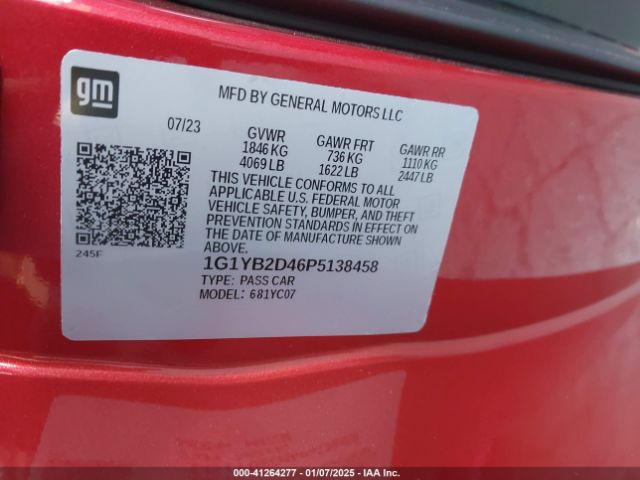 gm
MFD BY GENERAL MOTORS LLC
07/23
GVWR
1846 KG
4069 LB
GAWR FRT
736 KG
1622 LB
GAWR RR
1110 KG
2447 LB
THIS VEHICLE CONFORMS TO ALL
APPLICABLE U.S. FEDERAL MOTOR
VEHICLE SAFETY, BUMPER, AND THEFT
PREVENTION STANDARDS IN EFFECT ON
THE DATE OF MANUFACTURE SHOWN
ABOVE.
245F
1G1YB2D46P5138458
TYPE: PASS CAR
MODEL: 681YC07
000-41264277 - 01/07/2025 - IAA Inc.